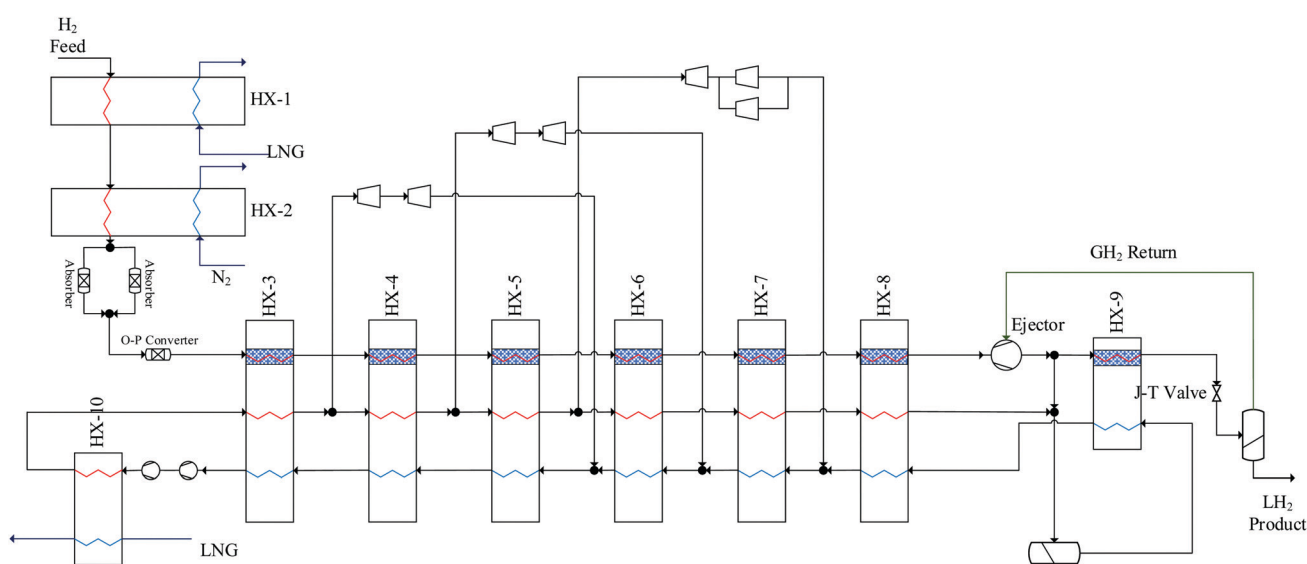 H2
Feed
HX-1
LNG
HX-2
N2
Absorber
Absorber
O-P Converter
HX-3
HX-4
HX-5
HX-6
HX-7
HX-8
GH2 Return
Ejector
HX-9
J-T Valve
HX-10
LNG
LH2
Product